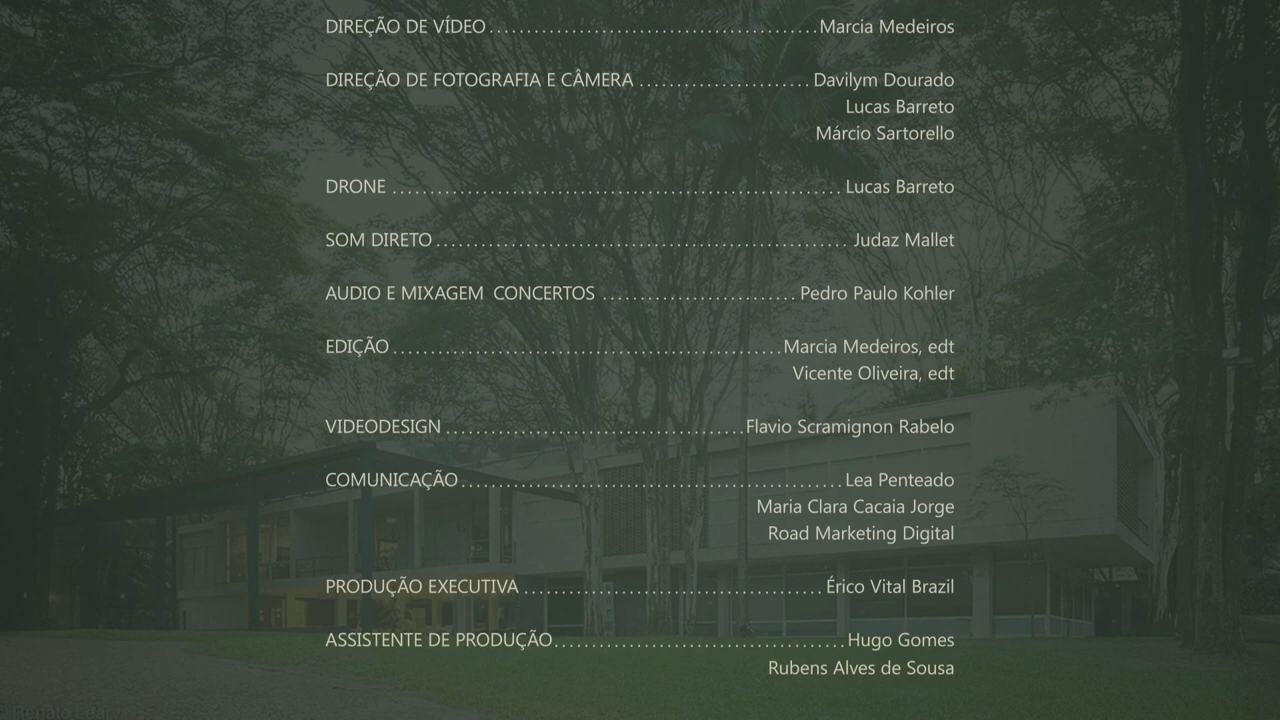 DIREÇÃO DE VÍDEO........................................Marcia Medeiros
DIREÇÃO DE FOTOGRAFIA E CÂMERA .....................Davilym Dourado
Lucas Barreto
Márcio Sartorello
DRONE ......................................................Lucas Barreto
SOM DIRETO.................................................Judaz Mallet
AUDIO E MIXAGEM  CONCERTOS ........................Pedro Paulo Kohler
EDIÇÃO...............................................Marcia Medeiros, edt
Vicente Oliveira, edt
VIDEODESIGN ....................................Flavio Scramignon Rabelo
COMUNICAÇÃO..............................................Lea Penteado
Maria Clara Cacaia Jorge
Road Marketing Digital
PRODUÇÃO EXECUTIVA ....................................Érico Vital Brazil
ASSISTENTE DE PRODUÇÃO...................................Hugo Gomes
Rubens Alves de Sousa